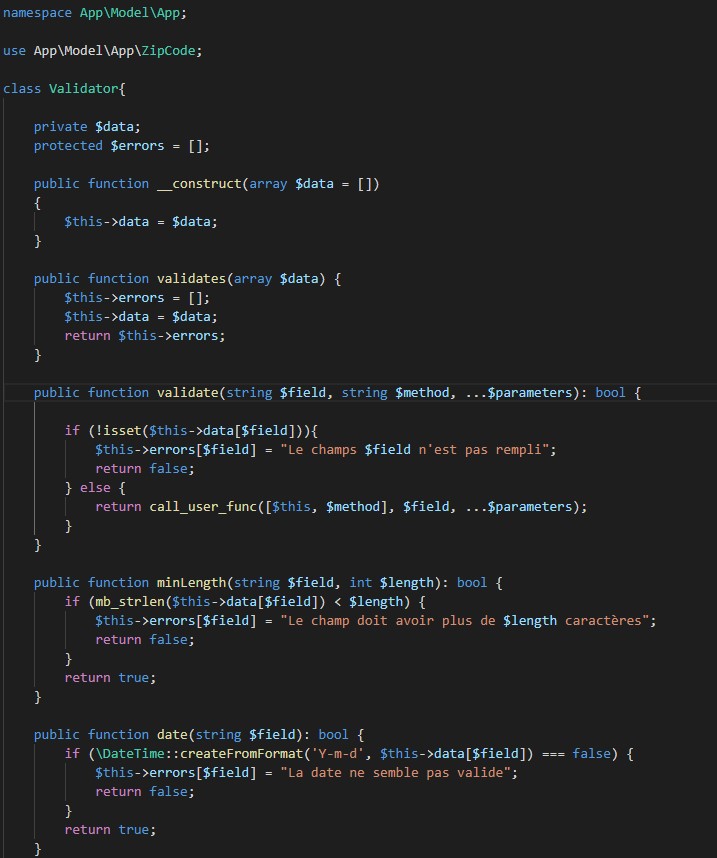 namespace App\Model\App;
use App\Model\App\ZipCode;
class Validator{
private $data;
protected $errors = [];
public function __construct(array $data = [])
{
$this->data = $data;
}
public function validates(array $data) {
$this->errors = [];
$this->data = $data;
return $this->errors;
}
public function validate(string $field, string $method, ...$parameters): bool {
if (!isset($this->data[$field])){
$this->errors[$field] = "Le champs $field n'est pas rempli";
return false;
} else {
return call_user_func([$this, $method], $field, ...$parameters);
}
}
public function minLength(string $field, int $length): bool {
if (mb_strlen($this->data[$field]) < $length) {
$this->errors[$field] = "Le champ doit avoir plus de $length caractères";
return false;
}
return true;
}
public function date(string $field): bool {
if (\DateTime::createFromFormat('Y-m-d', $this->data[$field]) === false) {
$this->errors[$field] = "La date ne semble pas valide";
return false;
}
return true;
}